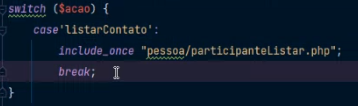 switch ($acao) {
case'listarContato':
include_once "pessoa/participanteListar.php";
break;
}